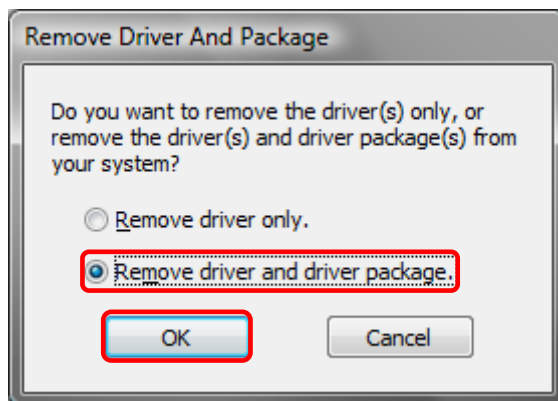 Remove Driver And Package
Do you want to remove the driver(s) only, or
remove the driver(s) and driver package(s) from
your system?
Remove driver only.
Remove driver and driver package.
OK
Cancel